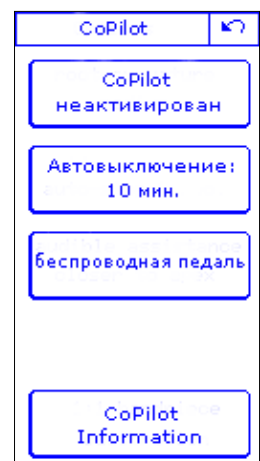 CoPilot
CoPilot
неактивирован
Автовыключение:
10 мин.
беспроводная педаль
CoPilot
Information